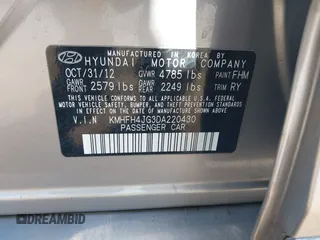 MANUFACTURED IN KOREA BY
HYUNDAI MOTOR COMPANY
OCT/31/12 GVWR 4785 lbs PAINT FHM
FRONT 2579 lbs REAR 2249 lbs TRIM RY
THIS VEHICLE CONFORMS TO ALL APPLICABLE
U.S. FEDERAL MOTOR VEHICLE SAFETY, BUMPER,
AND THEFT PREVENTION STANDARDS IN EFFECT
ON THE DATE OF MANUFACTURE SHOWN ABOVE.
V.I.N KMHFH4JG3DA220430
PASSENGER CAR
DREAMBID